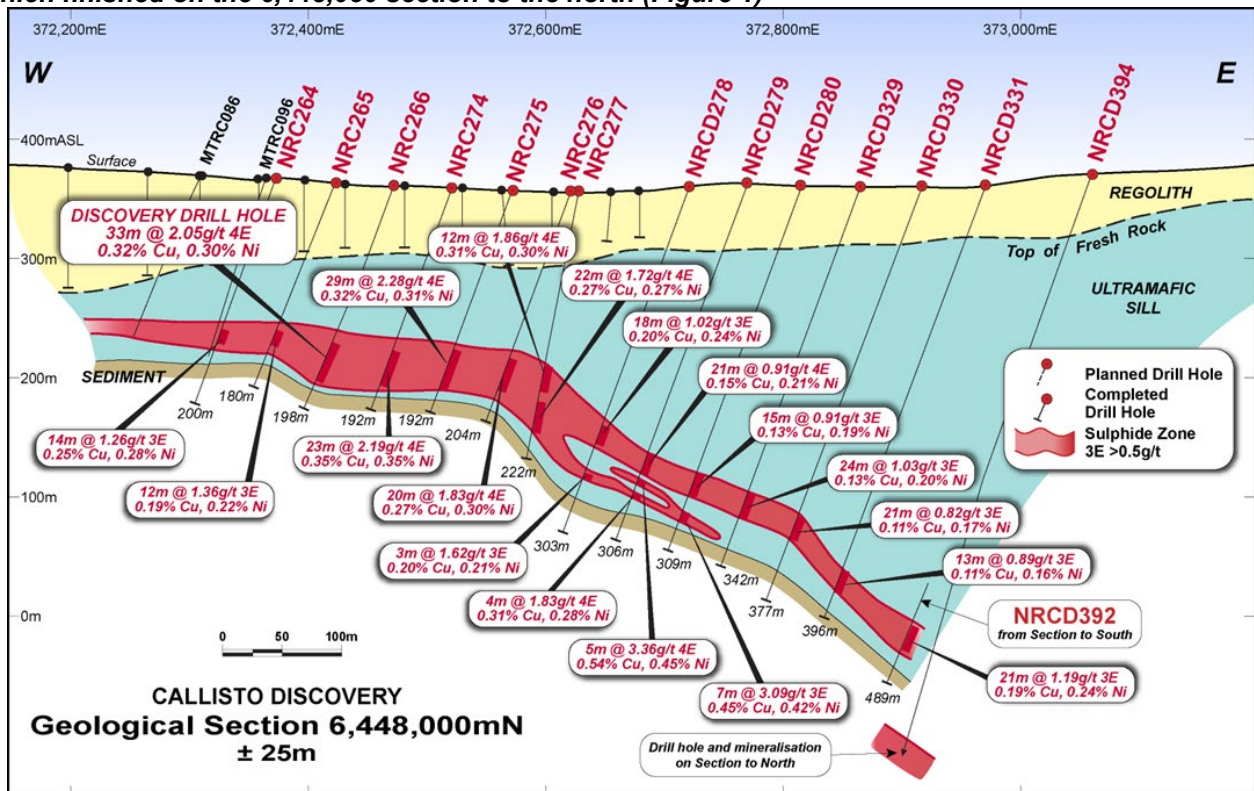 372,200mE
372,400mE
372,600mE
372,800mE
373,000mE
W
E
MTRC086
MTRC096
NRC264
NRC265
NRC266
NRC274
NRC275
NRC276
NRC277
NRCD278
NRCD279
NRCD280
NRCD329
NRCD330
NRCD331
NRCD394
400mASL
Surface
REGOLITH
Top of Fresh Rock
ULTRAMAFIC
SILL
DISCOVERY DRILL HOLE
33m @ 2.05g/t 4E
0.32% Cu, 0.30% Ni
12m @ 1.86g/t 4E
0.31% Cu, 0.30% Ni
300m
29m @ 2.28g/t 4E
0.32% Cu, 0.31% Ni
22m @ 1.72g/t 4E
0.27% Cu, 0.27% Ni
18m @ 1.02g/t 3E
0.20% Cu, 0.24% Ni
21m @ 0.91g/t 4E
0.15% Cu, 0.21% Ni
15m @ 0.91g/t 3E
0.13% Cu, 0.19% Ni
24m @ 1.03g/t 3E
0.13% Cu, 0.20% Ni
21m @ 0.82g/t 3E
0.11% Cu, 0.17% Ni
13m @ 0.89g/t 3E
0.11% Cu, 0.16% Ni
Planned Drill Hole
Completed
Drill Hole
Sulphide Zone
3E >0.5g/t
200m
SEDIMENT
200m
180m
198m
192m
192m
204m
222m
303m
306m
309m
342m
377m
396m
489m
14m @ 1.26g/t 3E
0.25% Cu, 0.28% Ni
12m @ 1.36g/t 3E
0.19% Cu, 0.22% Ni
23m @ 2.19g/t 4E
0.35% Cu, 0.35% Ni
20m @ 1.83g/t 4E
0.27% Cu, 0.30% Ni
100m
3m @ 1.62g/t 3E
0.20% Cu, 0.21% Ni
4m @ 1.83g/t 4E
0.31% Cu, 0.28% Ni
5m @ 3.36g/t 4E
0.54% Cu, 0.45% Ni
7m @ 3.09g/t 3E
0.45% Cu, 0.42% Ni
NRCD392
from Section to South
21m @ 1.19g/t 3E
0.19% Cu, 0.24% Ni
0m
0 50 100m
CALLISTO DISCOVERY
Geological Section 6,448,000mN
± 25m
Drill hole and mineralisation
on Section to North